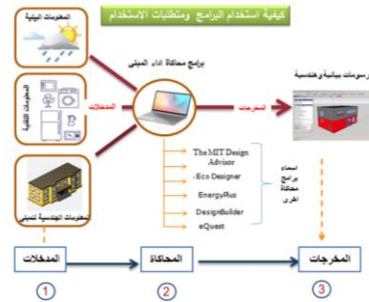 كيفية استخدام البرامج ومتطلبات الاستخدام
المعلومات البيئية
برامج محاكاة اداء المبنى
رسومات بيانية وهندسية
المعلومات التقنية
المدخلات
المخرجات
المعلومات الهندسية للمبنى
The MIT Design
Advisor
Eco Designer
EnergyPlus
DesignBuilder
eQuest
اسماء
برامج
محاكاة
اخرى
المدخلات
المحاكاة
المخرجات
1
2
3